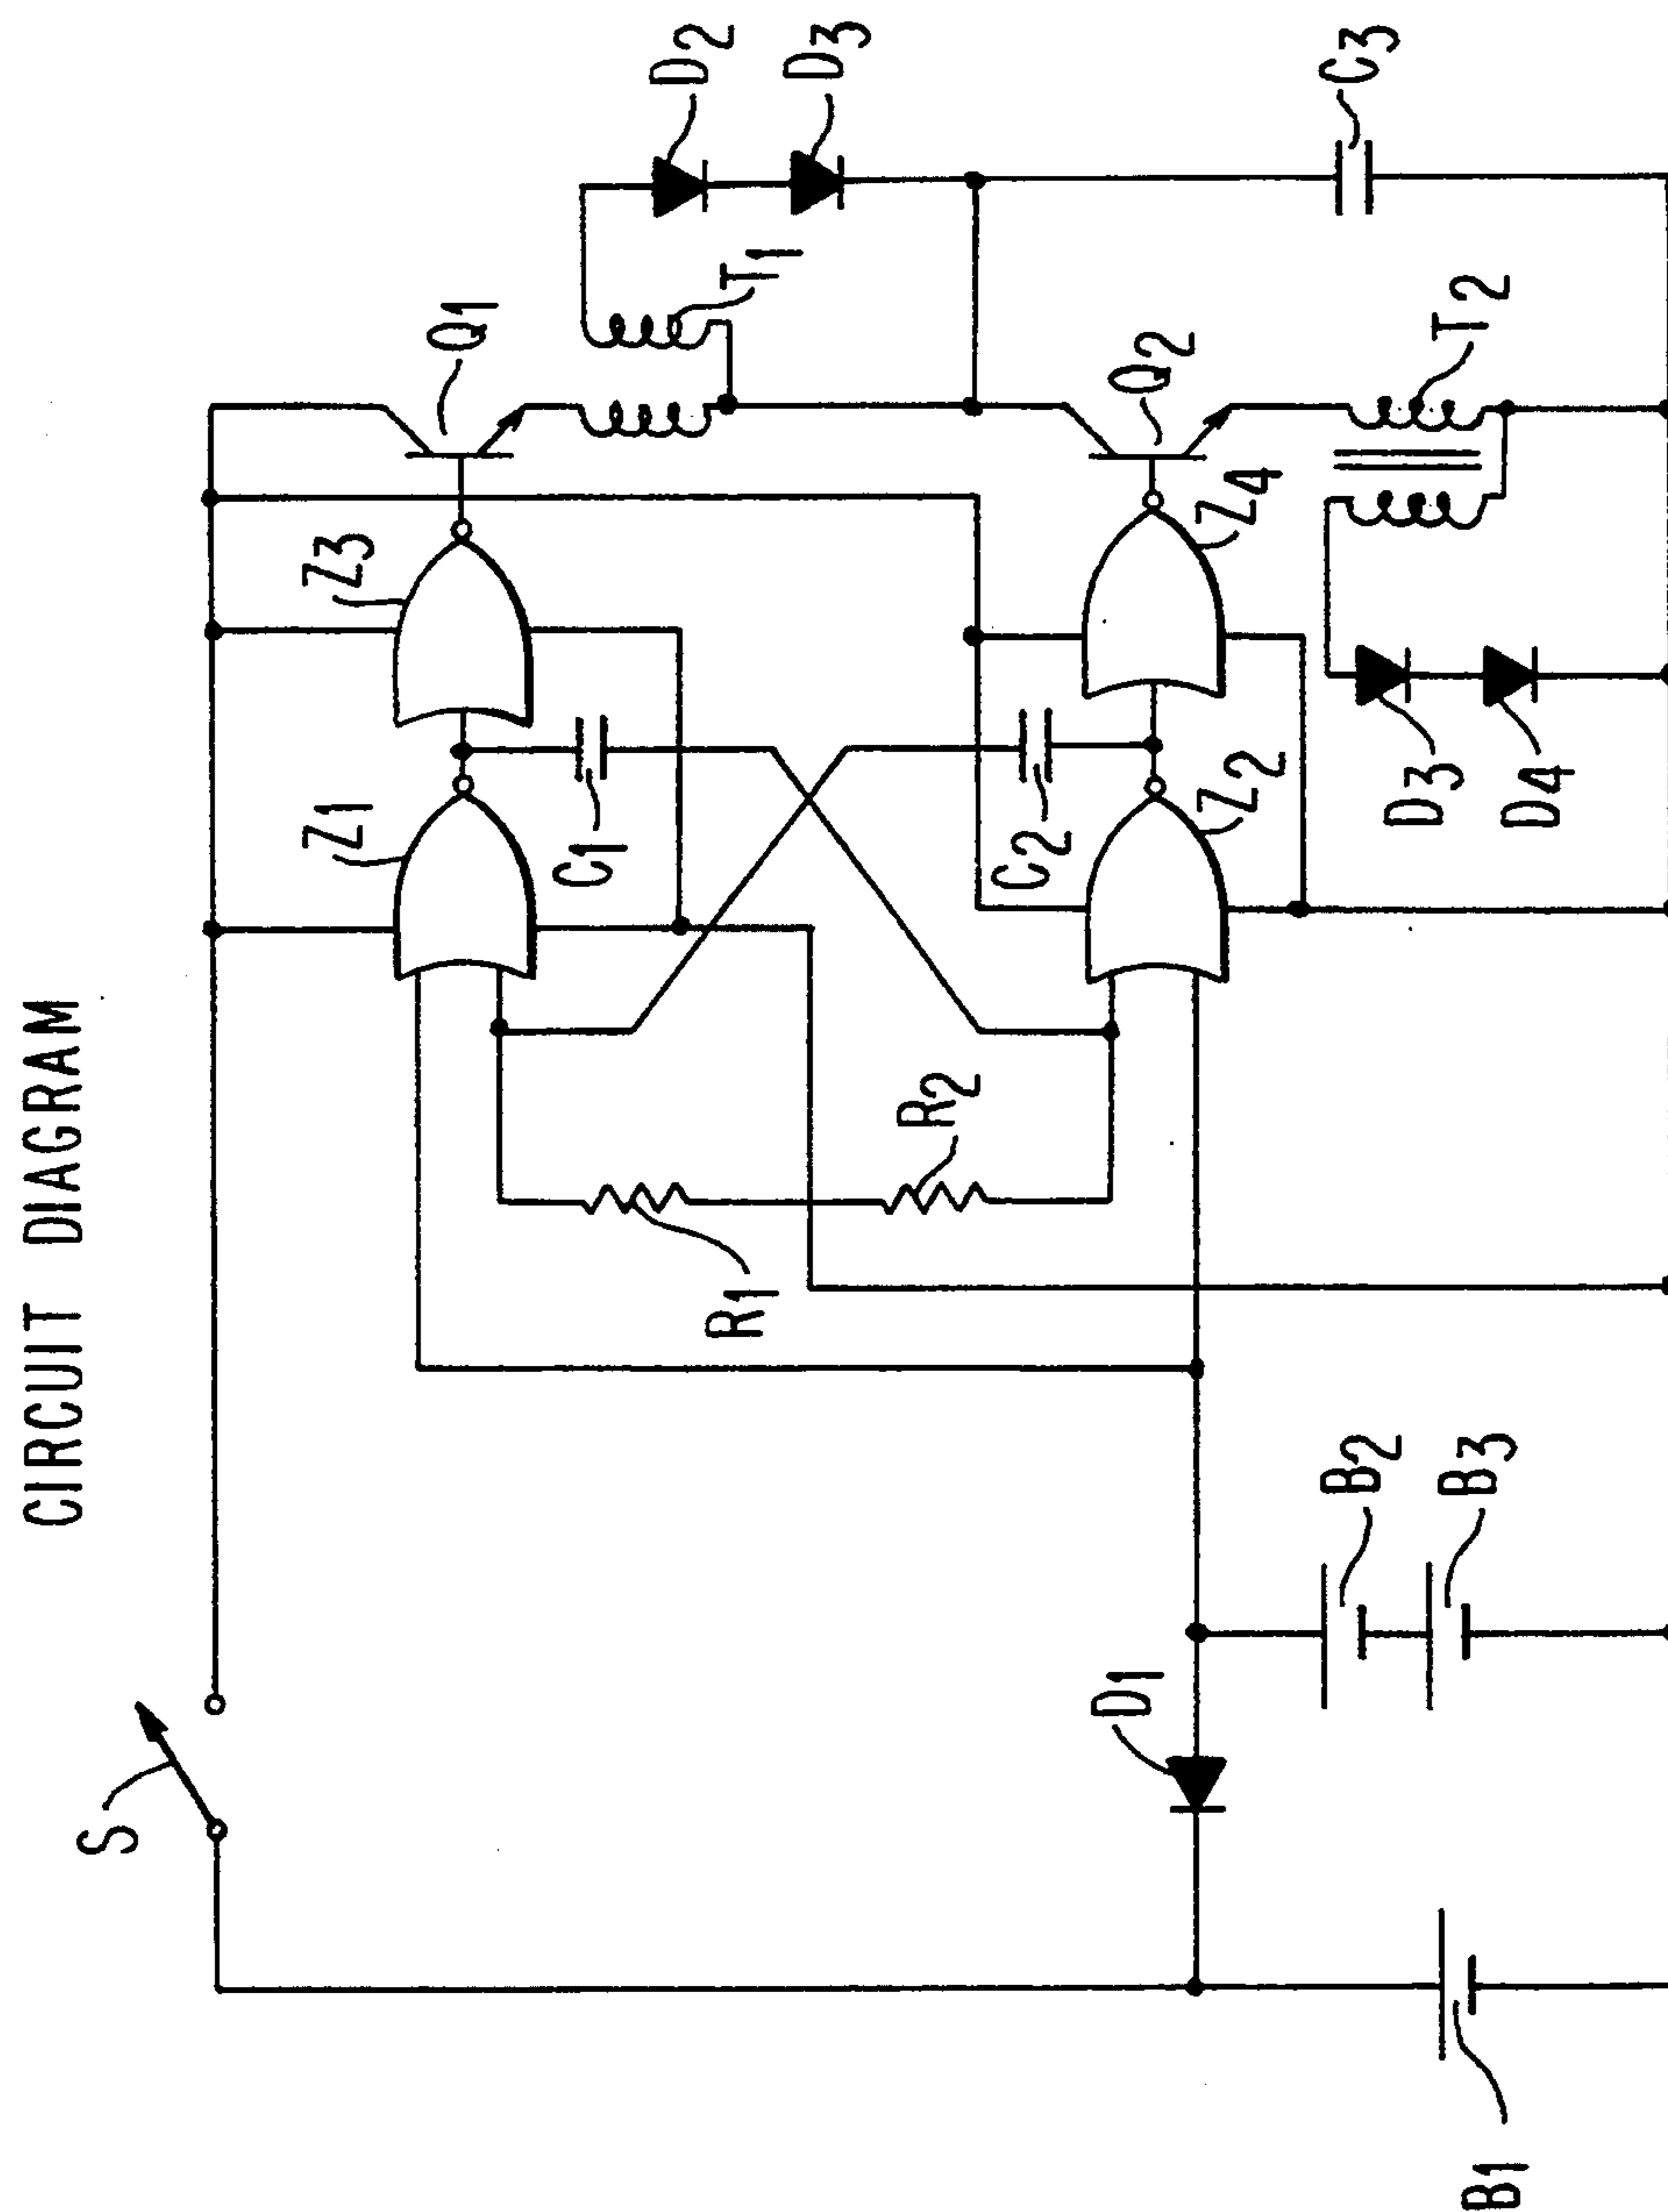 CIRCUIT DIAGRAM
S
Z1
Z3
Q1
D2
D3
T1
C1
R1
R2
C2
Z2
Z4
Q2
T2
C3
D1
D3
D4
B2
B3
B1